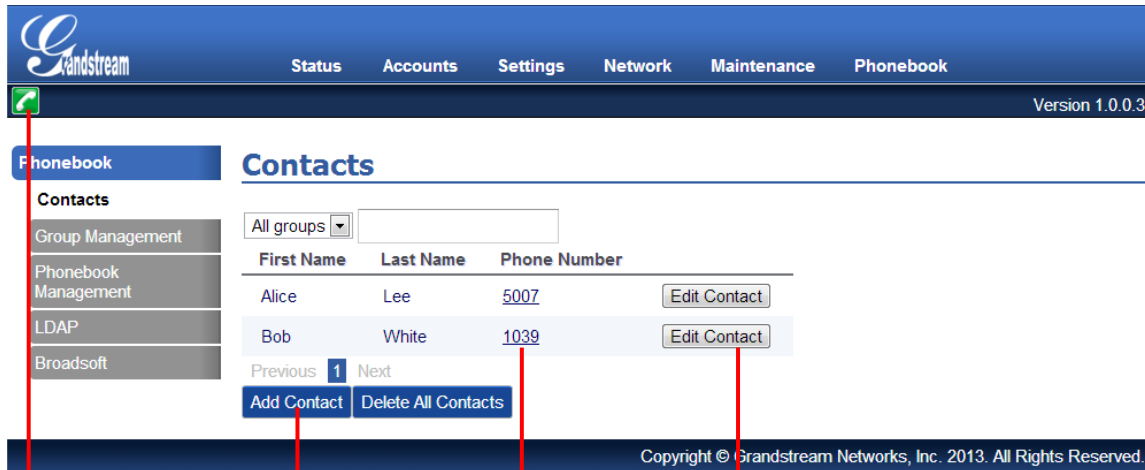 Grandstream
Status Accounts Settings Network Maintenance Phonebook
Version 1.0.0.3
Phonebook
Contacts
Group Management
Phonebook
Management
LDAP
Broadsoft
Contacts
All groups
First Name Last Name Phone Number
Alice Lee 5007 Edit Contact
Bob White 1039 Edit Contact
Previous 1 Next
Add Contact Delete All Contacts
Copyright © Grandstream Networks, Inc. 2013. All Rights Reserved.